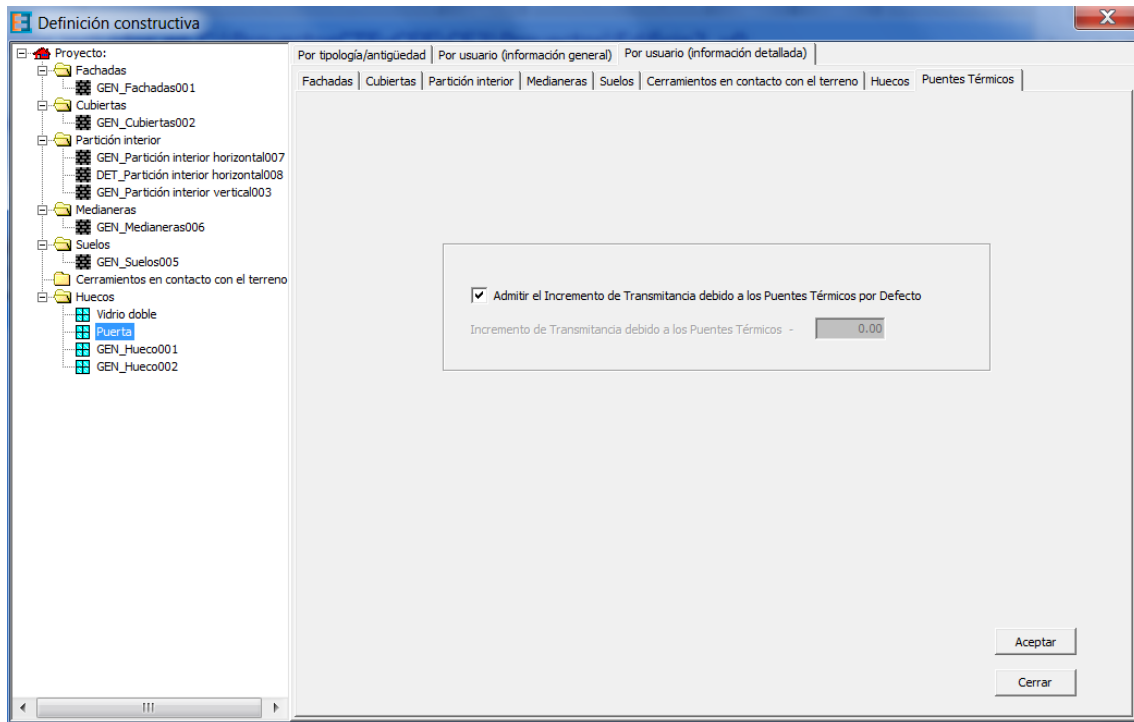 Definición constructiva
X
Proyecto:
Fachadas
GEN_Fachadas001
Cubiertas
GEN_Cubiertas002
Partición interior
GEN_Partición interior horizontal007
DET_Partición interior horizontal008
GEN_Partición interior vertical003
Medianeras
GEN_Medianeras006
Suelos
GEN_Suelos005
Cerramientos en contacto con el terreno
Huecos
Vidrio doble
Puerta
GEN_Hueco001
GEN_Hueco002
Por tipología/antigüedad Por usuario (información general) Por usuario (información detallada)
Fachadas Cubiertas Partición interior Medianeras Suelos Cerramientos en contacto con el terreno Huecos Puentes Térmicos
Admitir el Incremento de Transmitancia debido a los Puentes Térmicos por Defecto
Incremento de Transmitancia debido a los Puentes Térmicos - 0.00
Aceptar
Cerrar